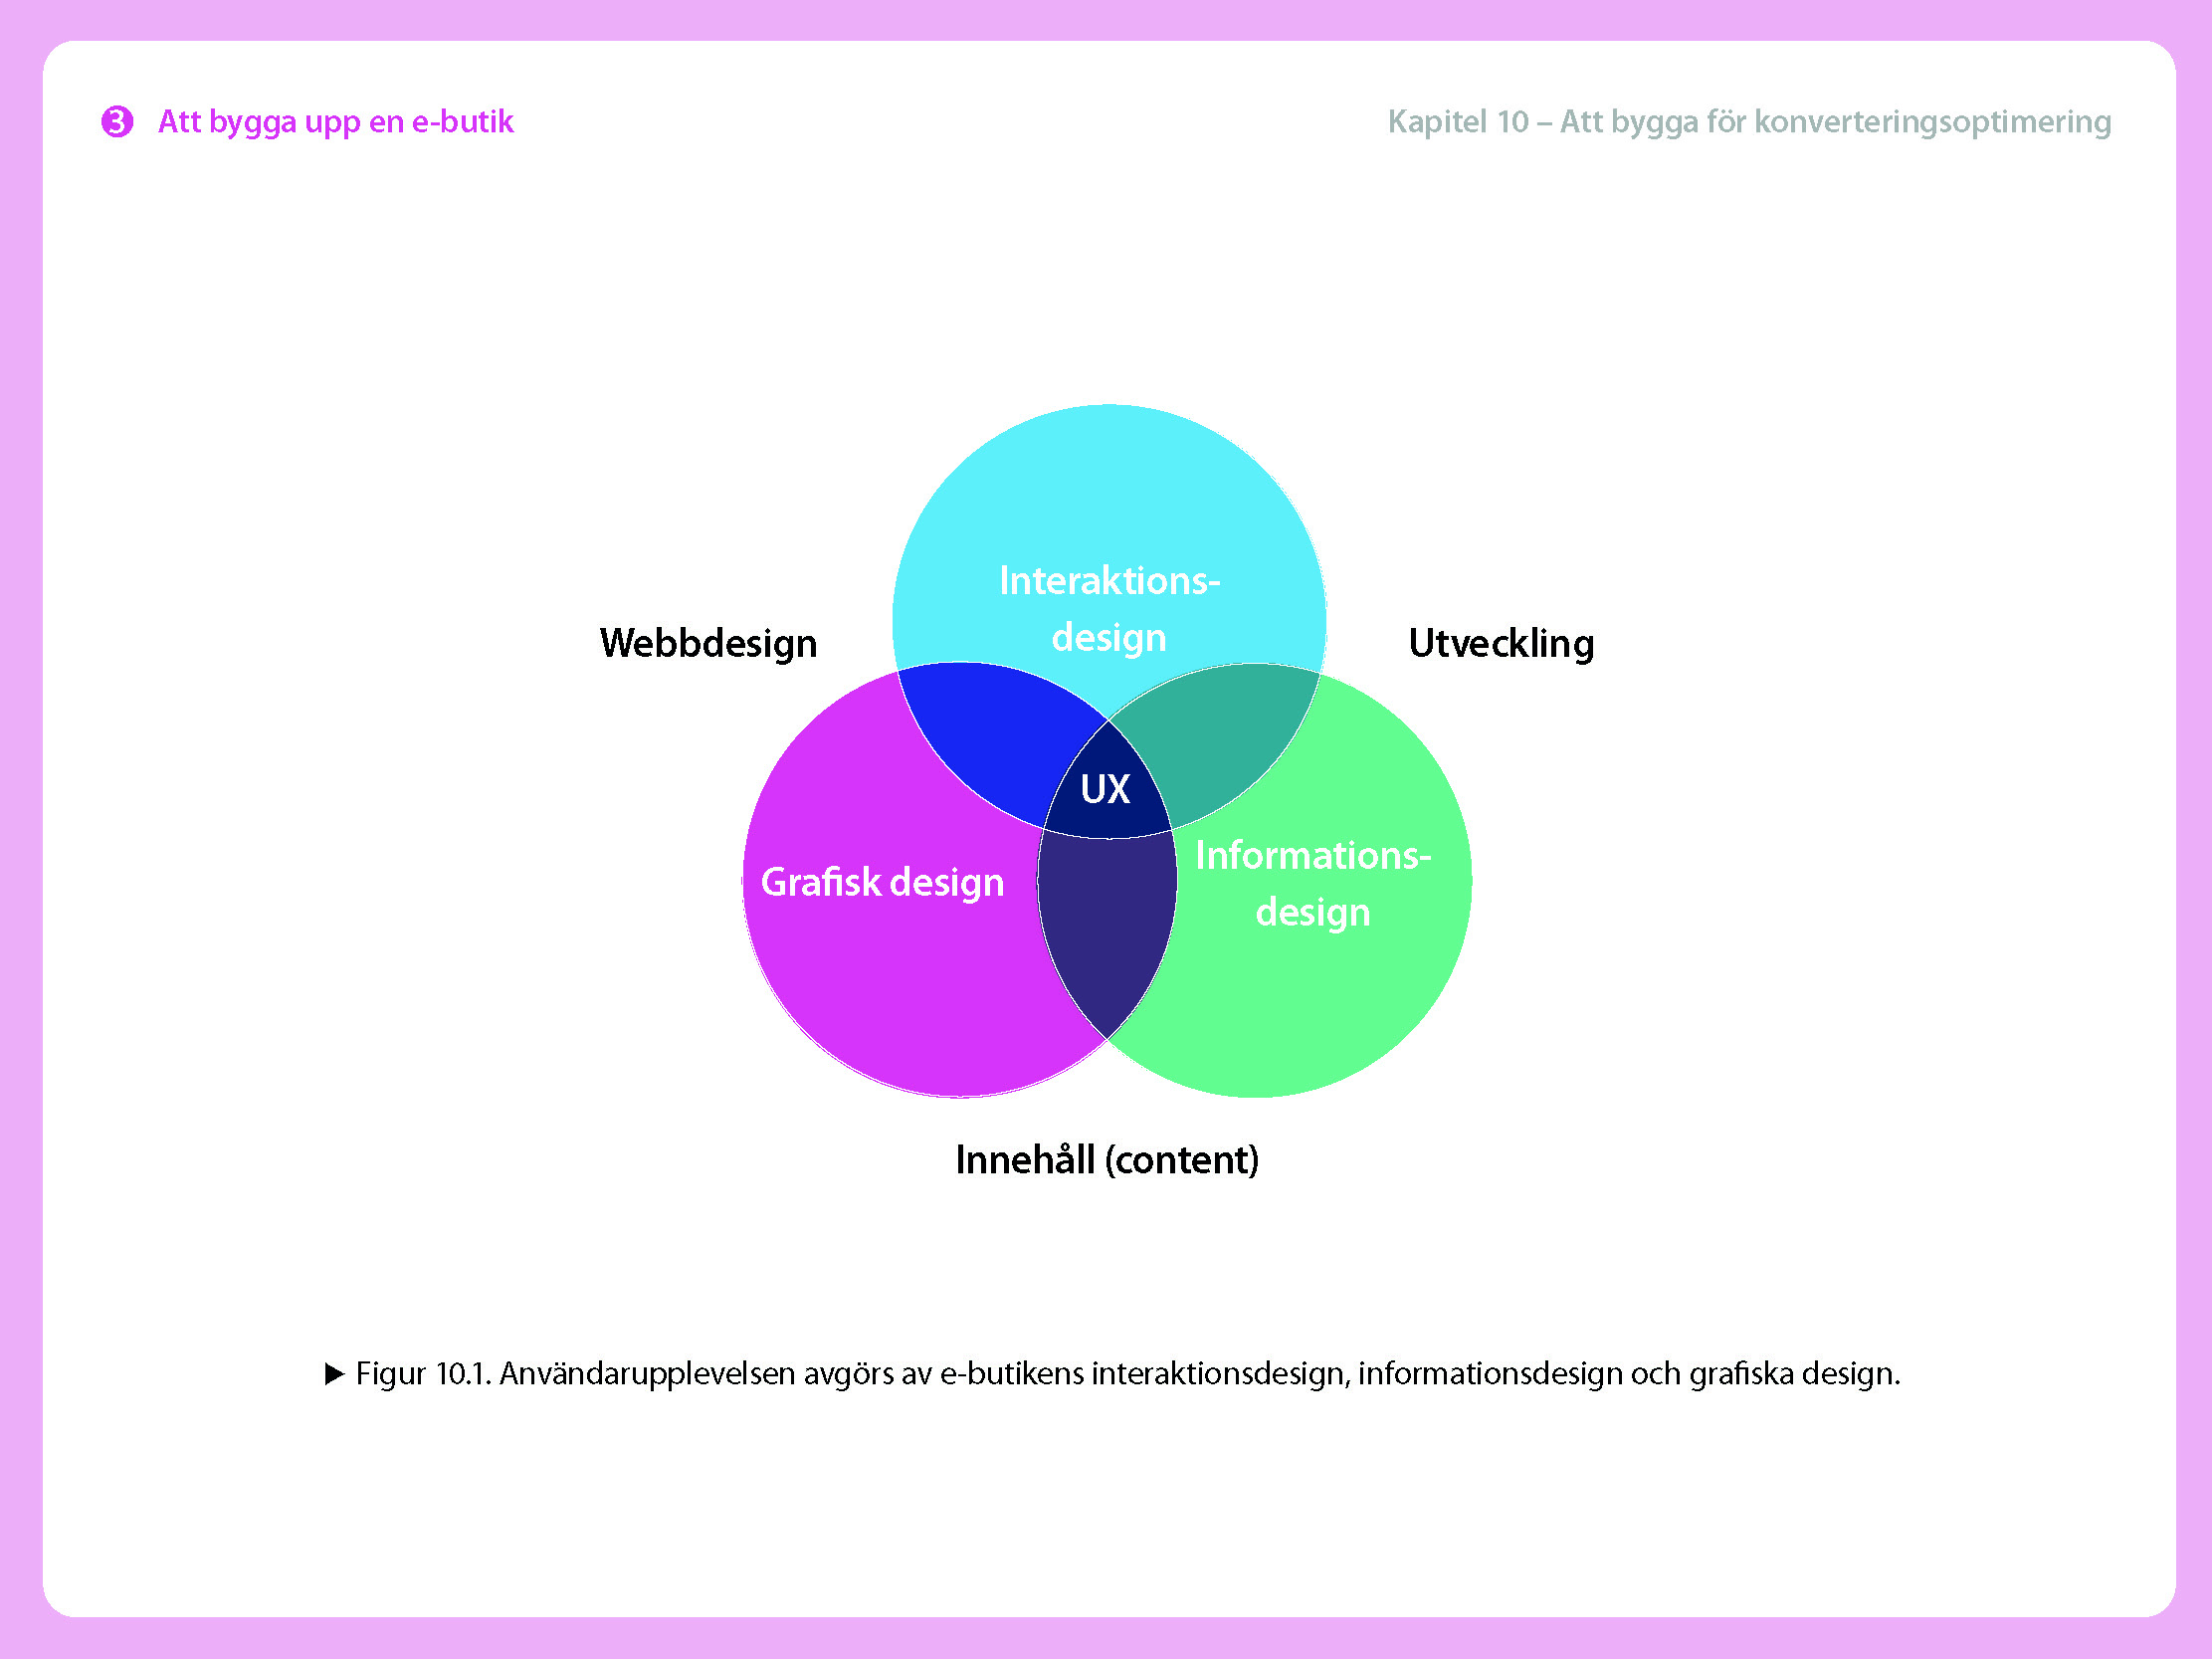 3 Att bygga upp en e-butik
Kapitel 10 – Att bygga för konverteringsoptimering
Interaktions-
design
Webbdesign
Utveckling
UX
Grafisk design
Informations-
design
Innehåll (content)
► Figur 10.1. Användarupplevelsen avgörs av e-butikens interaktionsdesign, informationsdesign och grafiska design.